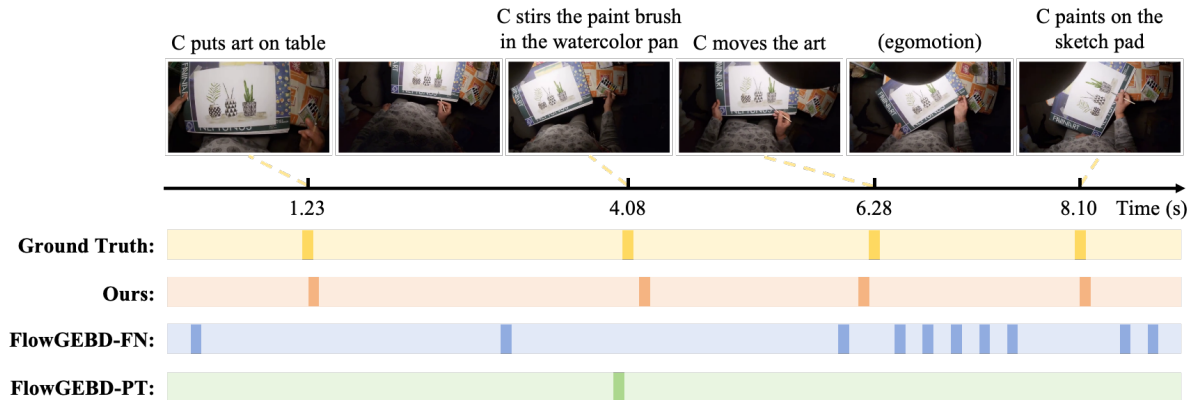 C puts art on table
C stirs the paint brush
in the watercolor pan
C moves the art
(egomotion)
C paints on the
sketch pad
1.23
4.08
6.28
8.10
Time (s)
Ground Truth:
Ours:
FlowGEBD-FN:
FlowGEBD-PT: